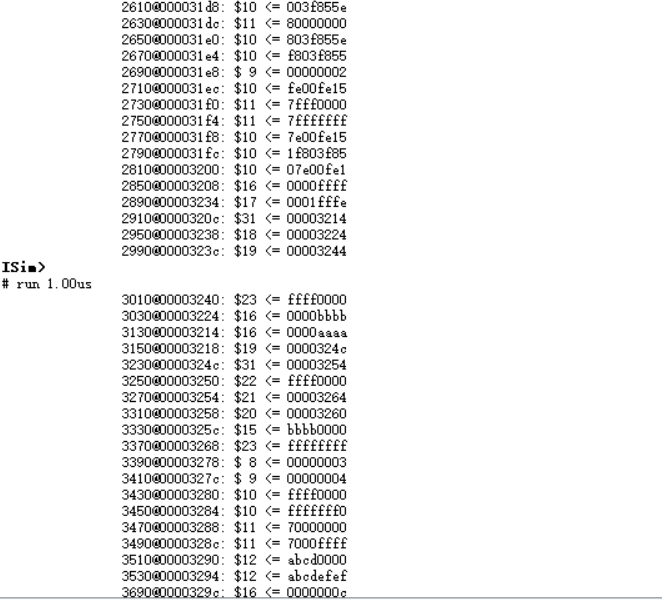 2610@000031d8: $10 <= 003f855e
2630@000031dc: $11 <= 80000000
2650@000031e0: $10 <= 803f855e
2670@000031e4: $10 <= f803f855
2690@000031e8: $ 9 <= 00000002
2710@000031ec: $10 <= fe00fe15
2730@000031f0: $11 <= 7fff0000
2750@000031f4: $11 <= 7fffffff
2770@000031f8: $10 <= 7e00fe15
2790@000031fc: $10 <= 1f803f85
2810@00003200: $10 <= 07e00fe1
2850@00003208: $16 <= 0000ffff
2890@00003234: $17 <= 0001fffe
2910@0000320c: $31 <= 00003214
2950@00003238: $18 <= 00003224
2990@0000323c: $19 <= 00003244
ISim>
# run 1.00us
3010@00003240: $23 <= ffff0000
3030@00003224: $16 <= 0000bbbb
3130@00003214: $16 <= 0000aaaa
3150@00003218: $19 <= 0000324c
3230@0000324c: $31 <= 00003254
3250@00003250: $22 <= ffff0000
3270@00003254: $21 <= 00003264
3310@00003258: $20 <= 00003260
3330@0000325c: $15 <= bbbb0000
3370@00003268: $23 <= ffffffff
3390@00003278: $ 8 <= 00000003
3410@0000327c: $ 9 <= 00000004
3430@00003280: $10 <= ffff0000
3450@00003284: $10 <= fffffff0
3470@00003288: $11 <= 70000000
3490@0000328c: $11 <= 7000ffff
3510@00003290: $12 <= abcd0000
3530@00003294: $12 <= abcdefef
3690@0000329c: $16 <= 0000000c